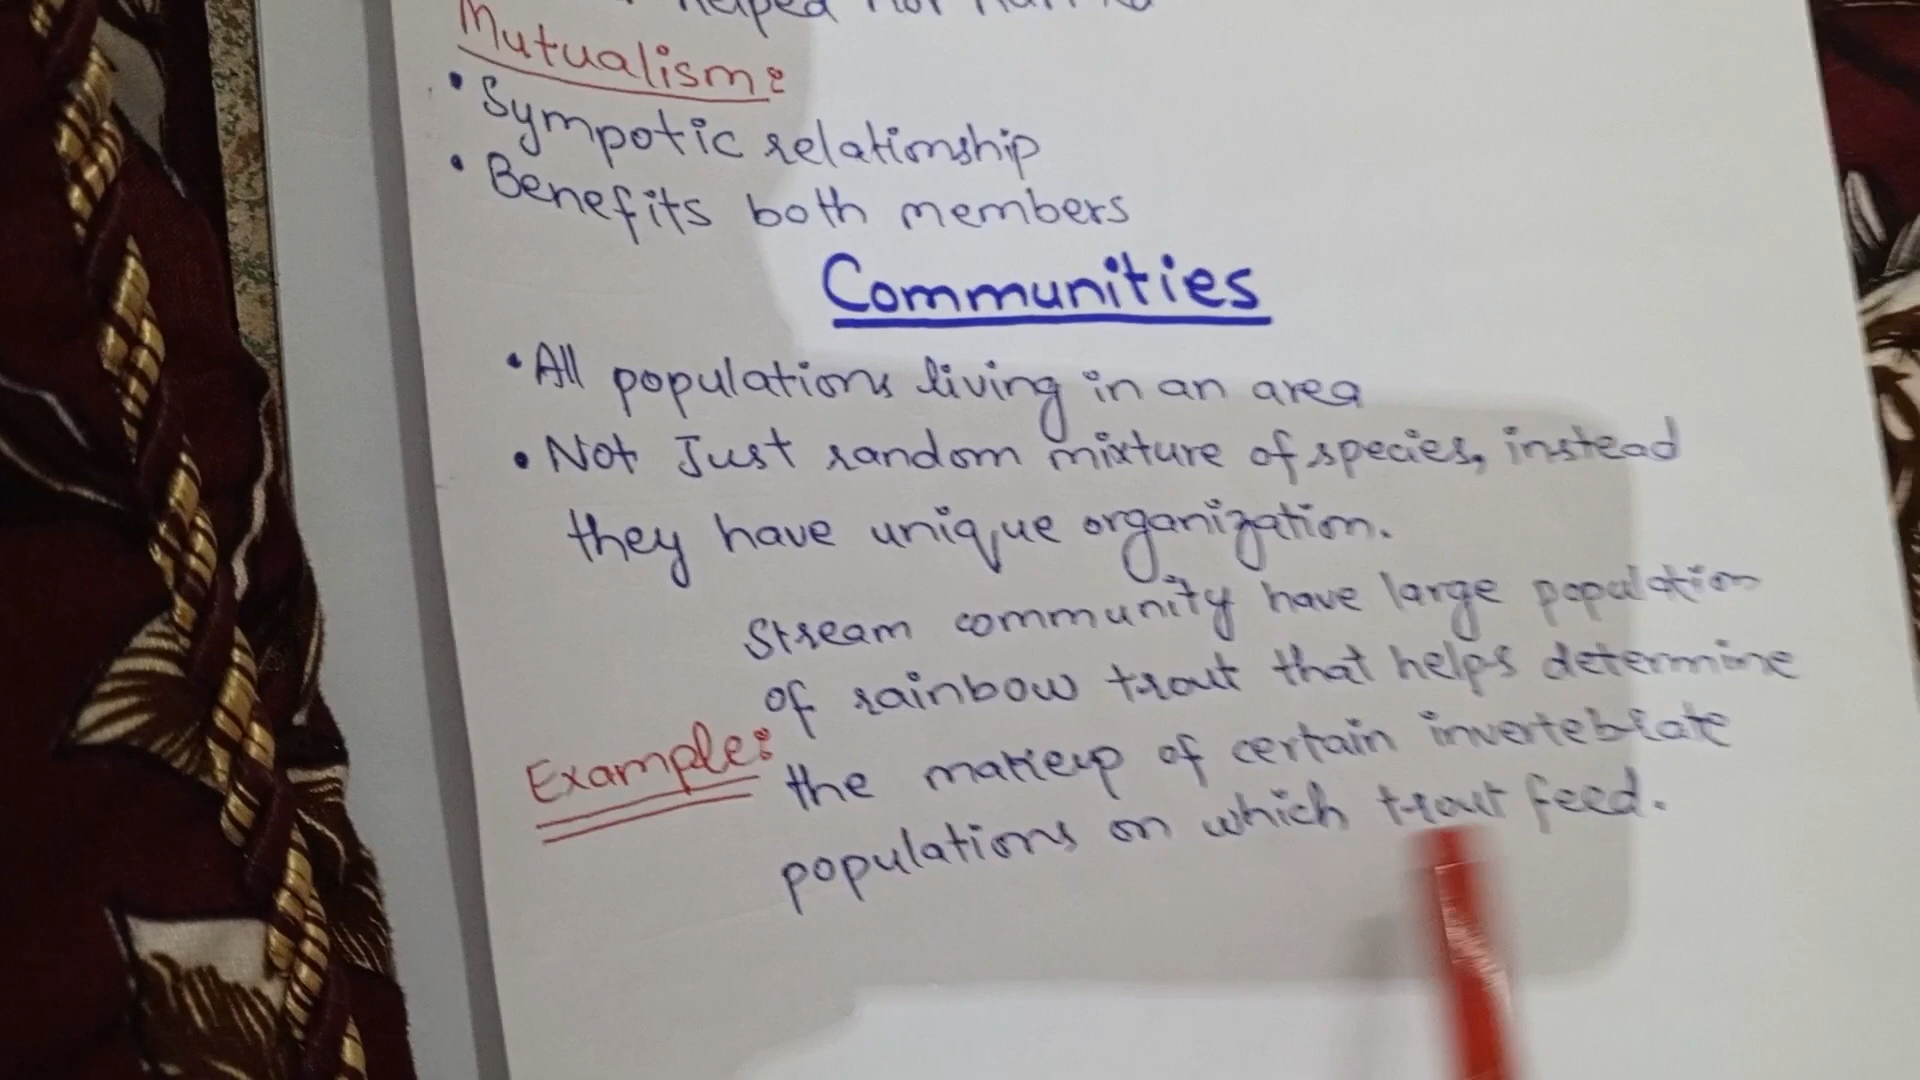 helped not
Mutualism:
• Sympotic relationship
• Benefits both members
Communities
• All populations living in an area
• Not Just random mixture of species, instead
they have unique organization.
Stream community have large population
of rainbow trout that helps determine
Example:
the makeup of certain invertebrate
populations on which trout feed.